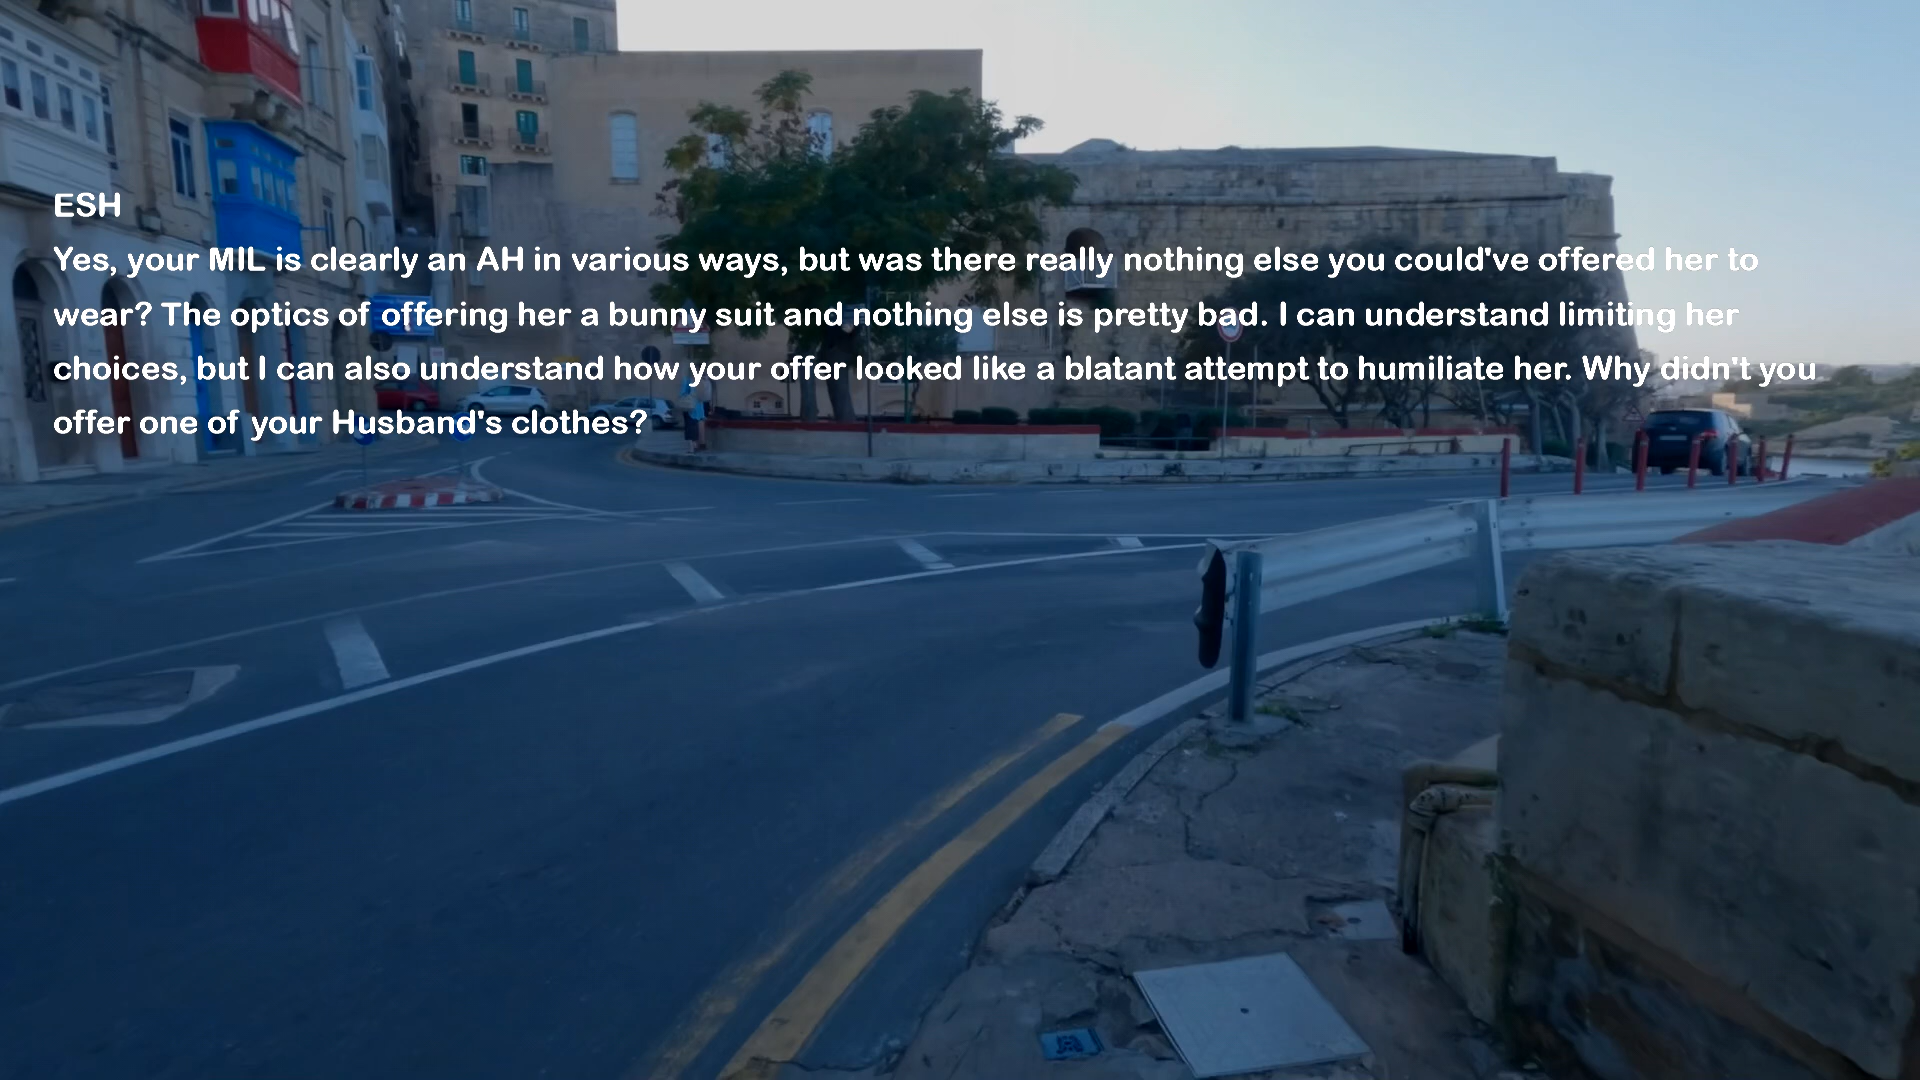 ESH
Yes, your MIL is clearly an AH in various ways, but was there really nothing else you could've offered her to
wear? The optics of offering her a bunny suit and nothing else is pretty bad. I can understand limiting her
choices, but I can also understand how your offer looked like a blatant attempt to humiliate her. Why didn't you
offer one of your Husband's clothes?